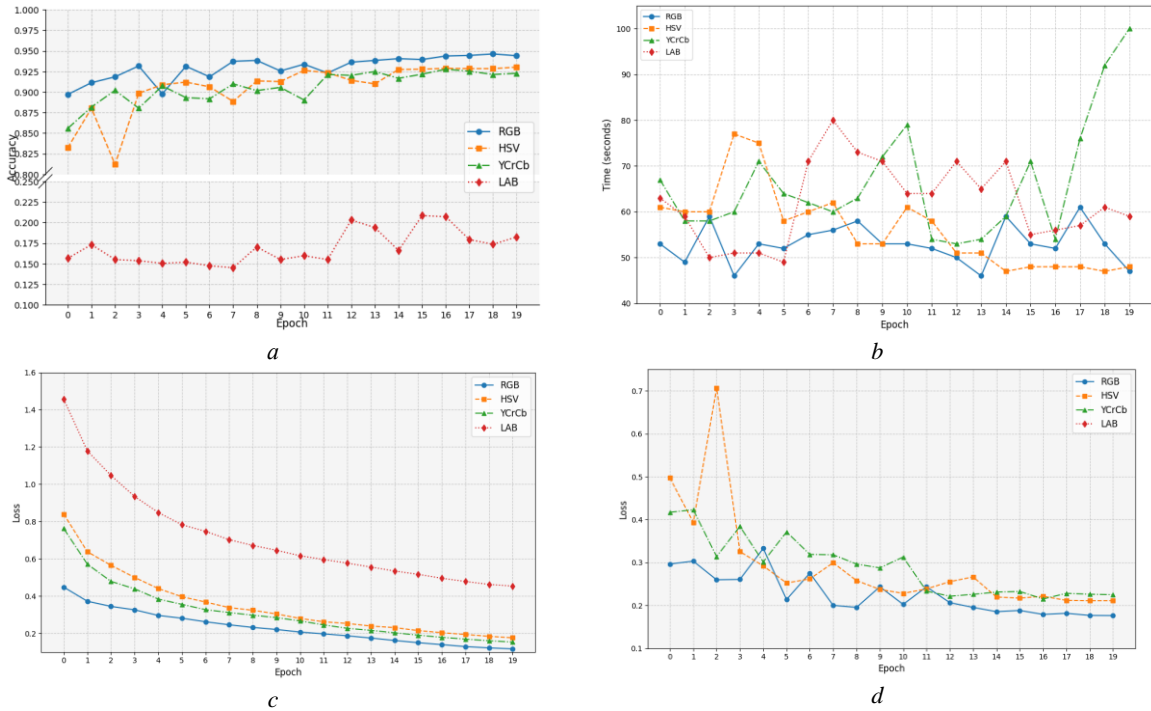 1.000
0.975
0.950
0.925
0.900
0.875
0.850
0.825
0.800
0.250
0.225
0.200
0.175
0.150
0.125
0.100
Accuracy
RGB
HSV
YCrCb
LAB
0 1 2 3 4 5 6 7 8 9 10 11 12 13 14 15 16 17 18 19
Epoch
a
RGB
HSV
YCrCb
LAB
100
90
80
70
60
50
40
Time (seconds)
0 1 2 3 4 5 6 7 8 9 10 11 12 13 14 15 16 17 18 19
Epoch
b
1.6
1.4
1.2
1.0
0.8
0.6
0.4
0.2
Loss
RGB
HSV
YCrCb
LAB
0 1 2 3 4 5 6 7 8 9 10 11 12 13 14 15 16 17 18 19
Epoch
c
0.7
0.6
0.5
0.4
0.3
0.2
0.1
Loss
RGB
HSV
YCrCb
LAB
0 1 2 3 4 5 6 7 8 9 10 11 12 13 14 15 16 17 18 19
Epoch
d